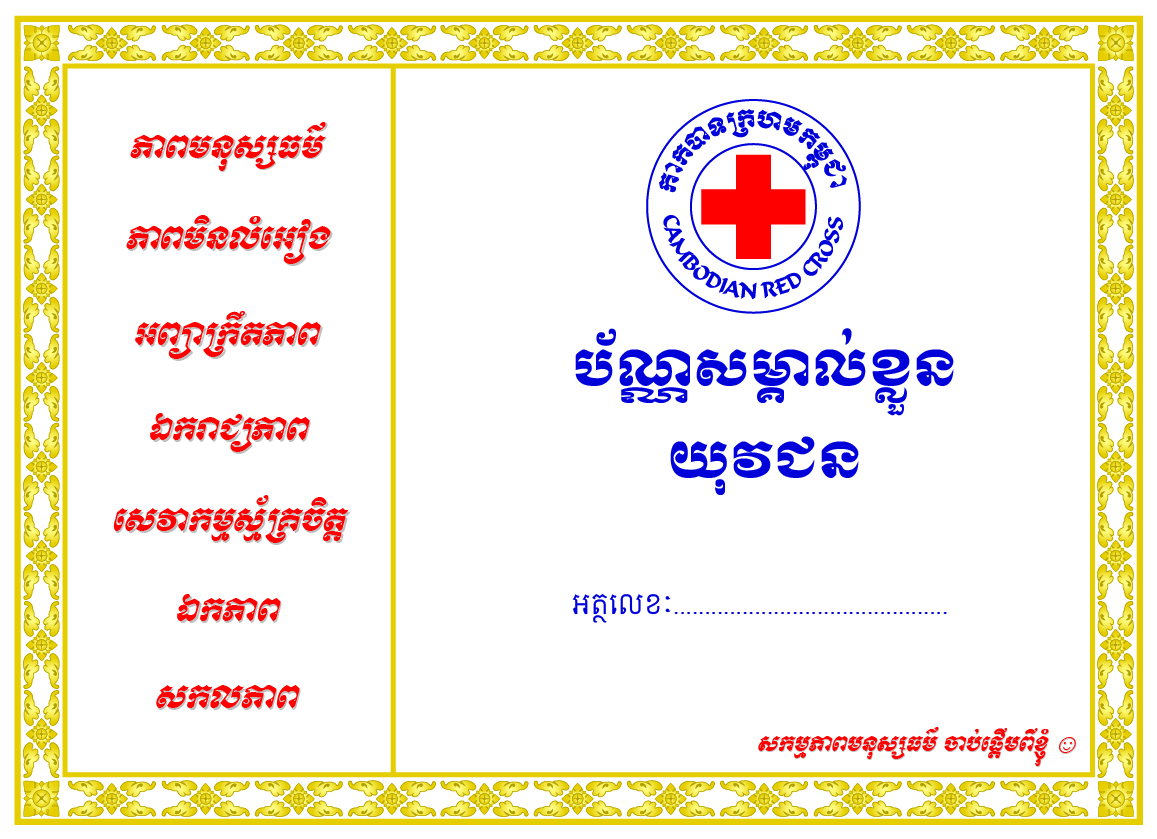 ភាពមនុស្សធម៌
ភាពមិនលំអៀង
អព្យាក្រឹតភាព
ឯករាជ្យភាព
សេវាកម្មស្ម័គ្រចិត្ត
ឯកភាព
សកលភាព
កាកបាទក្រហមកម្ពុជា
CAMBODIAN RED CROSS
ប័ណ្ណសម្គាល់ខ្លួន
យុវជន
អត្ថលេខៈ.............................................
សកម្មភាពមនុស្សធម៌ ចាប់ផ្តើមពីខ្ញុំ ☺